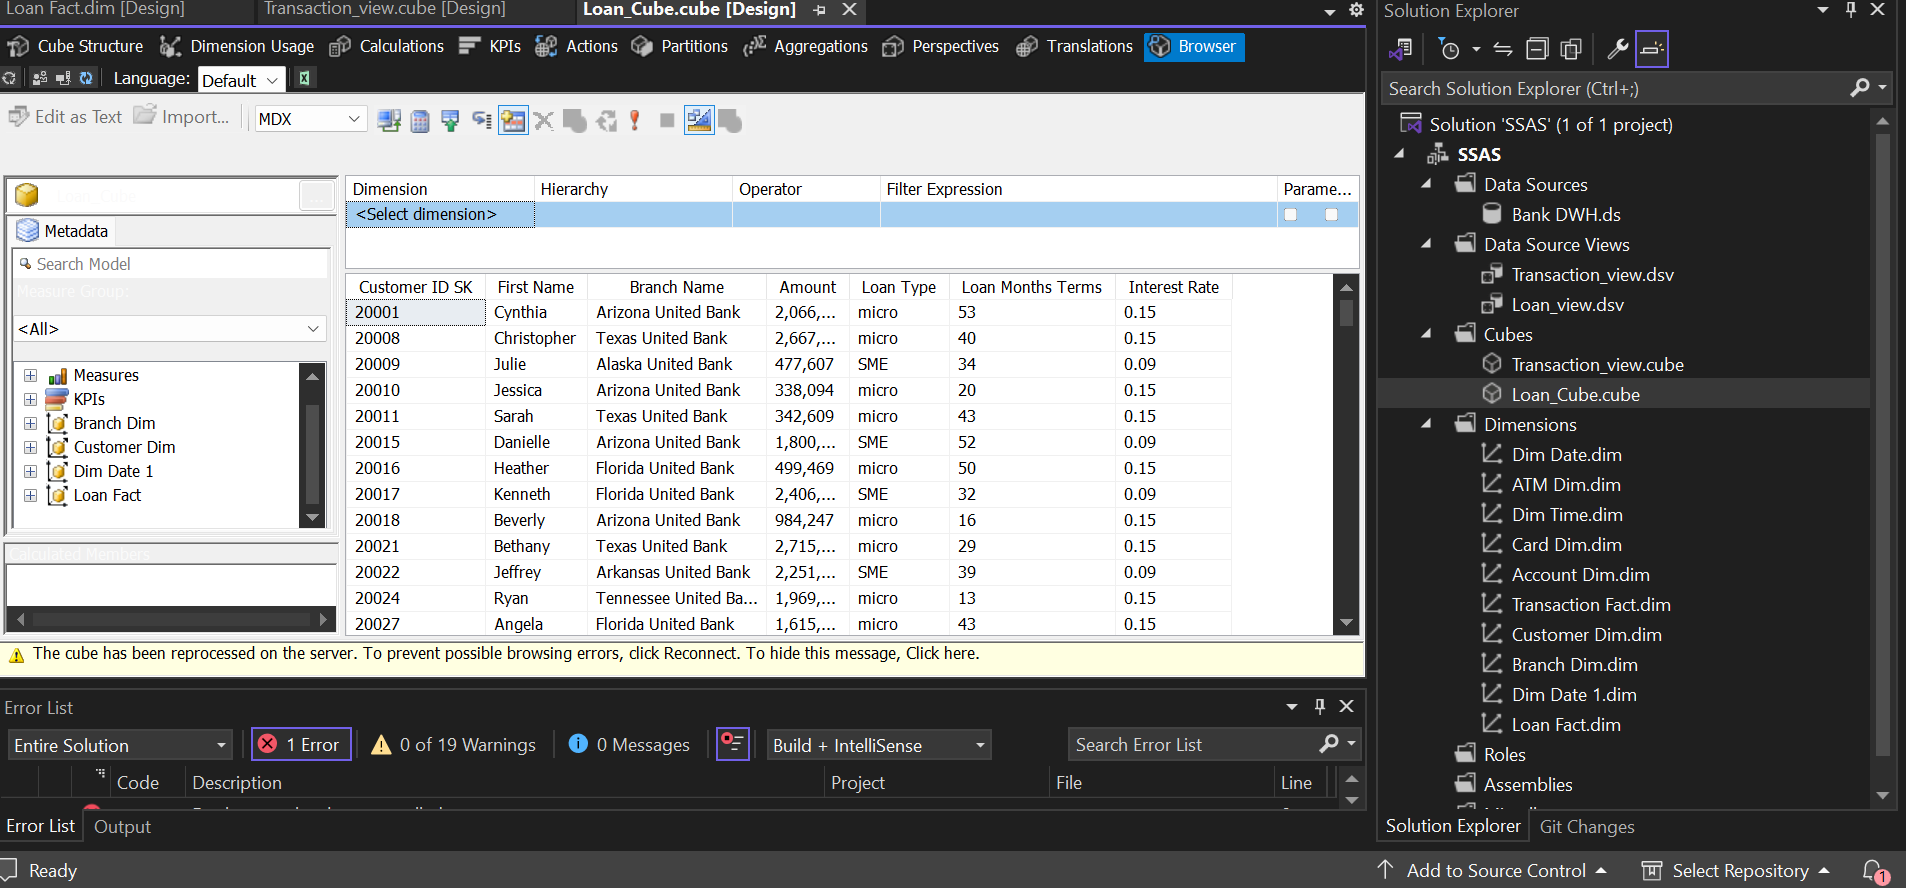 Loan Fact.dim [Design]
Transaction_view.cube [Design]
Loan_Cube.cube [Design]
Cube Structure
Dimension Usage
Calculations
KPIs
Actions
Partitions
Aggregations
Perspectives
Translations
Browser
Language:
Default
Edit as Text
Import...
MDX
Loan_Cube
...
Metadata
Search Model
Measure Group:
<All>
Measures
KPIs
Branch Dim
Customer Dim
Dim Date 1
Loan Fact
Calculated Members
Dimension Hierarchy Operator Filter Expression Parame...
<Select dimension>
Customer ID SK First Name Branch Name Amount Loan Type Loan Months Terms Interest Rate
20001 Cynthia Arizona United Bank 2,066,... micro 53 0.15
20008 Christopher Texas United Bank 2,667,... micro 40 0.15
20009 Julie Alaska United Bank 477,607 SME 34 0.09
20010 Jessica Arizona United Bank 338,094 micro 20 0.15
20011 Sarah Texas United Bank 342,609 micro 43 0.15
20015 Danielle Arizona United Bank 1,800,... SME 52 0.09
20016 Heather Florida United Bank 499,469 micro 50 0.15
20017 Kenneth Florida United Bank 2,406,... SME 32 0.09
20018 Beverly Arizona United Bank 984,247 micro 16 0.15
20021 Bethany Texas United Bank 2,715,... micro 29 0.15
20022 Jeffrey Arkansas United Bank 2,251,... SME 39 0.09
20024 Ryan Tennessee United Ba... 1,969,... micro 13 0.15
20027 Angela Florida United Bank 1,615,... micro 43 0.15
The cube has been reprocessed on the server. To prevent possible browsing errors, click Reconnect. To hide this message, Click here.
Error List
Entire Solution
1 Error
0 of 19 Warnings
0 Messages
Build + IntelliSense
Search Error List
Code Description Project File Line
Error List
Output
Ready
Solution Explorer
Search Solution Explorer (Ctrl+;)
Solution 'SSAS' (1 of 1 project)
SSAS
Data Sources
Bank DWH.ds
Data Source Views
Transaction_view.dsv
Loan_view.dsv
Cubes
Transaction_view.cube
Loan_Cube.cube
Dimensions
Dim Date.dim
ATM Dim.dim
Dim Time.dim
Card Dim.dim
Account Dim.dim
Transaction Fact.dim
Customer Dim.dim
Branch Dim.dim
Dim Date 1.dim
Loan Fact.dim
Roles
Assemblies
Solution Explorer
Git Changes
Add to Source Control
Select Repository
1